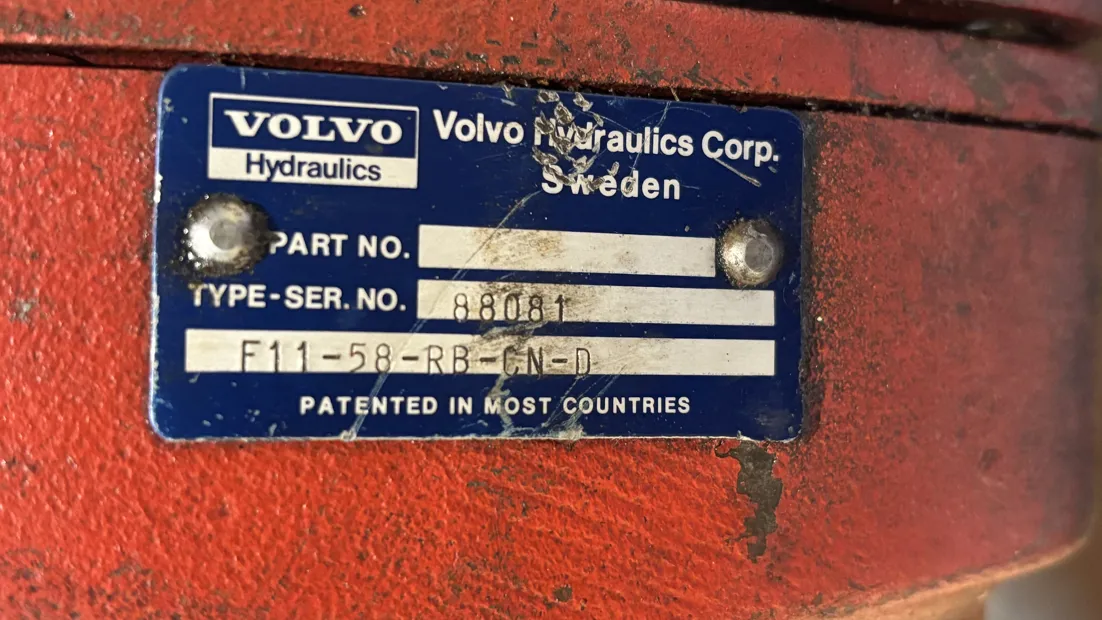 VOLVO
Hydraulics
Volvo Hydraulics Corp.
Sweden
PART NO.
TYPE-SER. NO. 88081
F11-58-RB-CN-D
PATENTED IN MOST COUNTRIES